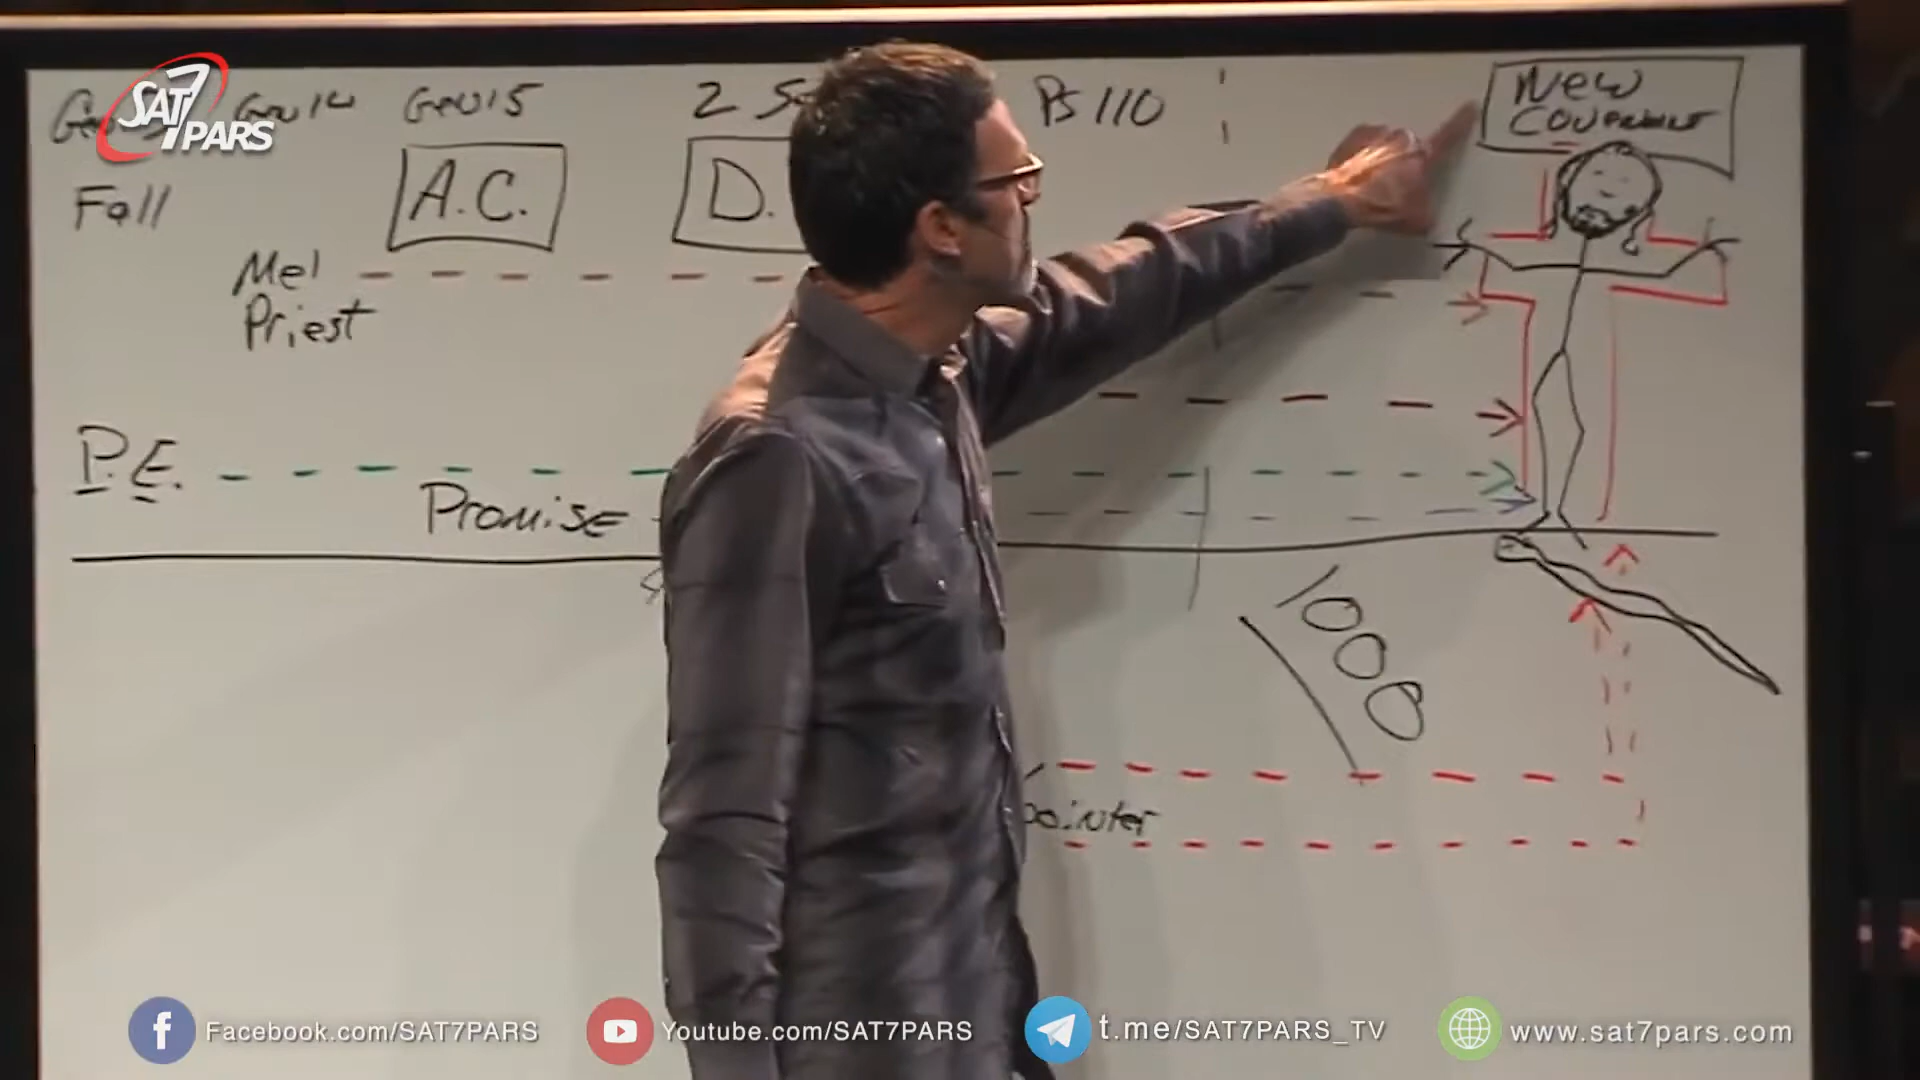 SAT7 PARS
Gen 14 Gen 15 2 Ps 110
New
Covenant
Fall
A.C.
D.
Mel
Priest
P.E.
Promise
1000
pointer
Facebook.com/SAT7PARS
Youtube.com/SAT7PARS
t.me/SAT7PARS_TV
www.sat7pars.com